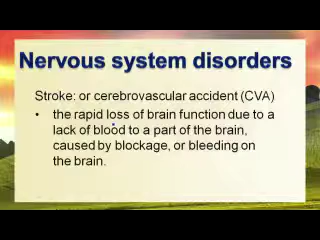 Nervous system disorders
Stroke: or cerebrovascular accident (CVA)
• the rapid loss of brain function due to a
lack of blood to a part of the brain,
caused by blockage, or bleeding on
the brain.